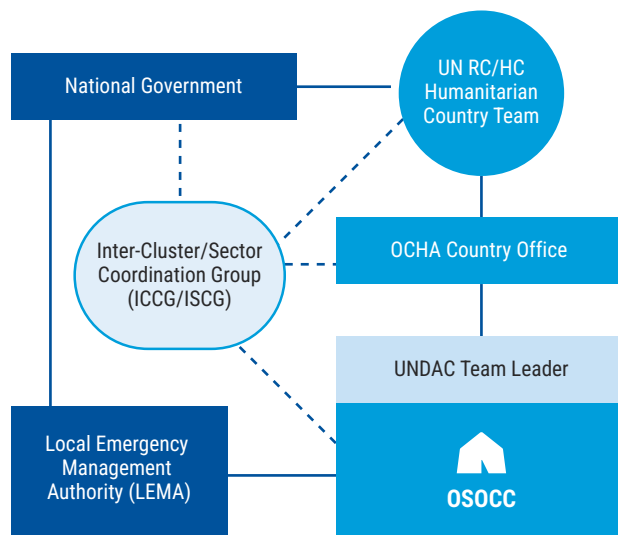 National Government
UN RC/HC
Humanitarian
Country Team
Inter-Cluster/Sector
Coordination Group
(ICCG/ISCG)
OCHA Country Office
UNDAC Team Leader
Local Emergency
Management
Authority (LEMA)
OSOCC